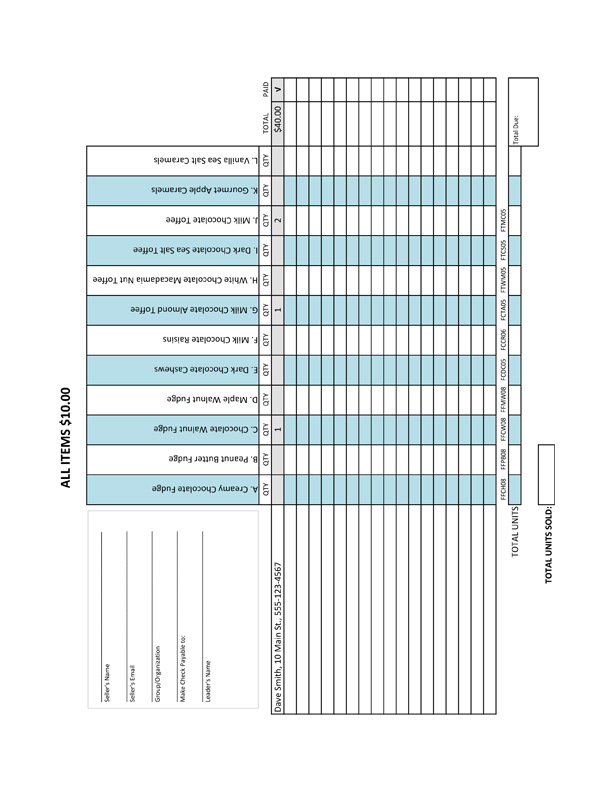 ALL ITEMS $10.00
Seller's Name
Seller's Email
Group/Organization
Make Check Payable to:
Leader's Name
A. Creamy Chocolate Fudge
B. Peanut Butter Fudge
C. Chocolate Walnut Fudge
D. Maple Walnut Fudge
E. Dark Chocolate Cashews
F. Milk Chocolate Raisins
G. Milk Chocolate Almond Toffee
H. White Chocolate Macadamia Nut Toffee
I. Dark Chocolate Sea Salt Toffee
J. Milk Chocolate Toffee
K. Gourmet Apple Caramels
L. Vanilla Sea Salt Caramels
QTY QTY QTY QTY QTY QTY QTY QTY QTY QTY QTY QTY TOTAL PAID
Dave Smith, 10 Main St., 555-123-4567 1 1 2 $40.00 √
FFCH08 FFPB08 FFCW08 FFMW08 FCDC05 FCCR06 FCTA05 FTWM05 FTCS05 FTMC05
TOTAL UNITS
Total Due:
TOTAL UNITS SOLD: